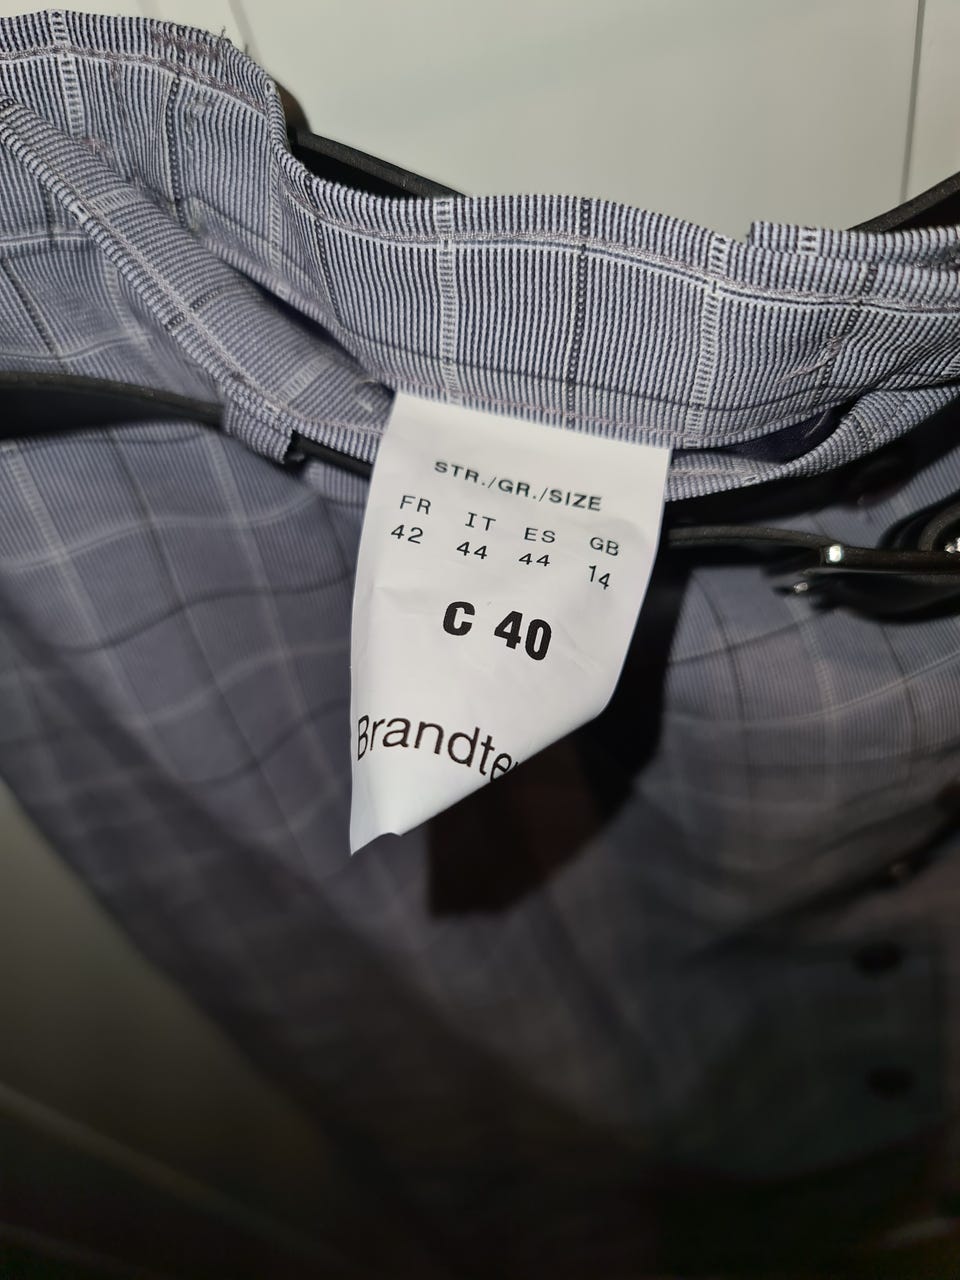 STR./GR./SIZE
FR IT ES GB
42 44 44 14
C 40